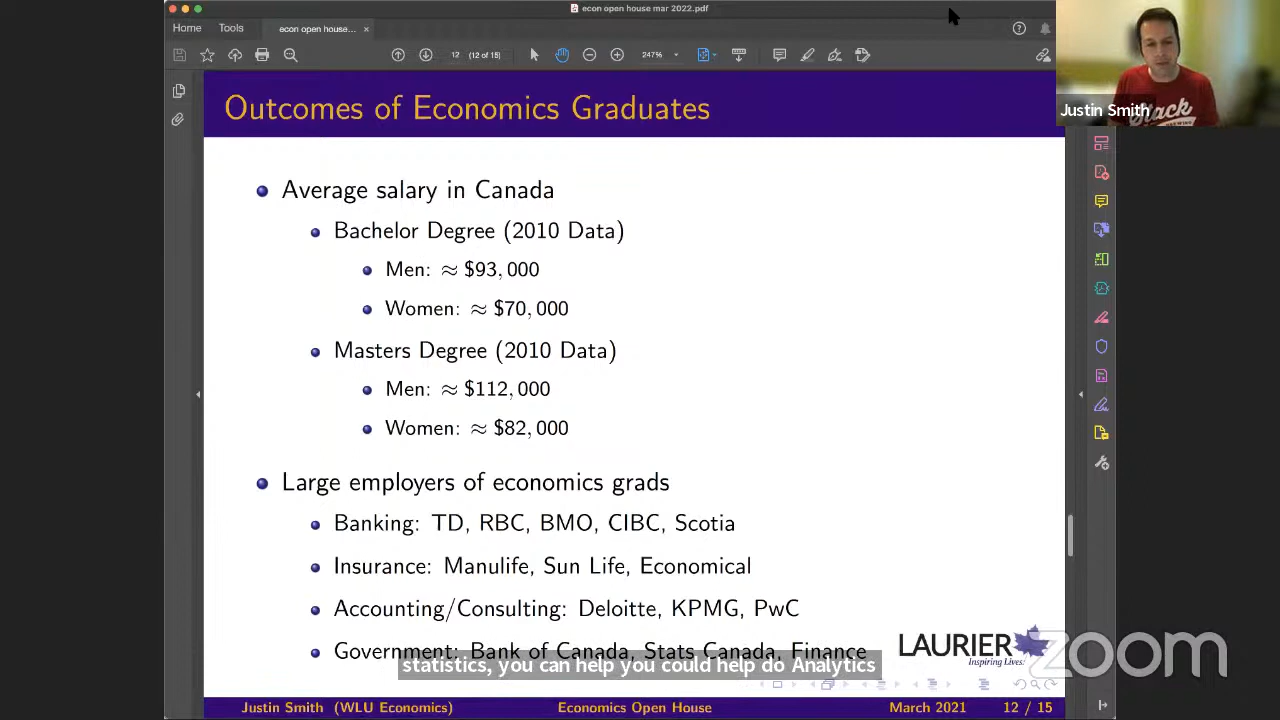 econ open house mar 2022.pdf
Home
Tools
econ open house...
12
(12 of 15)
247%
Outcomes of Economics Graduates
Justin Smith
Stack
Average salary in Canada
Bachelor Degree (2010 Data)
Men: ≈ $93,000
Women: ≈ $70,000
Masters Degree (2010 Data)
Men: ≈ $112,000
Women: ≈ $82,000
Large employers of economics grads
Banking: TD, RBC, BMO, CIBC, Scotia
Insurance: Manulife, Sun Life, Economical
Accounting/Consulting: Deloitte, KPMG, PwC
Government: Bank of Canada, Stats Canada, Finance
statistics, you can help you could help do Analytics
LAURIER
Inspiring Lives.
zoom
Justin Smith (WLU Economics)
Economics Open House
March 2021
12 / 15